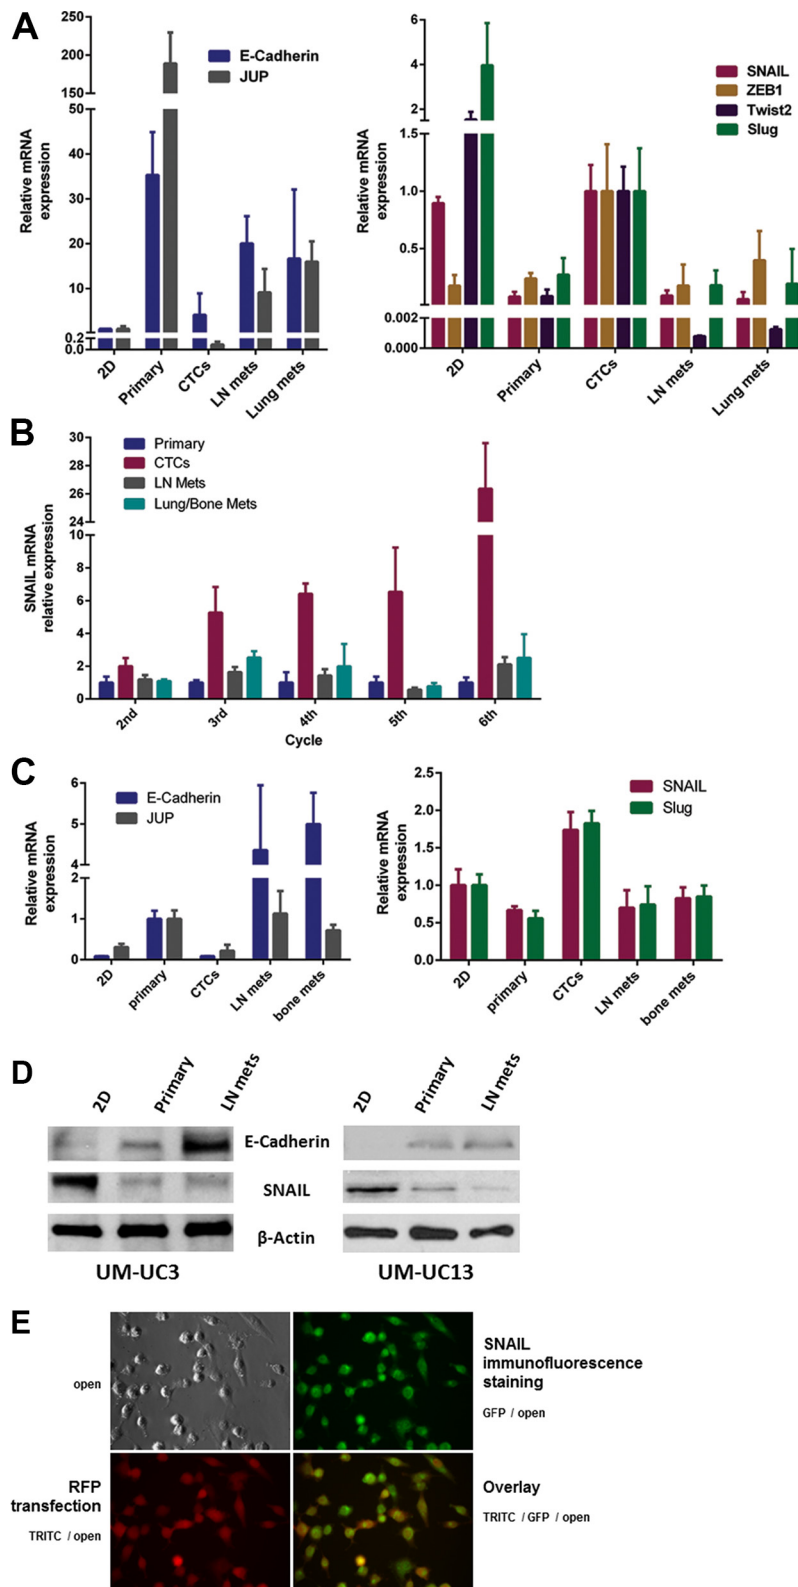 A
250
200
150
50
40
30
20
10
0.2
0.0
Relative mRNA
expression
E-Cadherin
JUP
2D
Primary
CTCs
LN mets
Lung mets
6
4
2
1.5
1.0
0.5
0.002
0.000
Relative mRNA
expression
SNAIL
ZEB1
Twist2
Slug
2D
Primary
CTCs
LN mets
Lung mets
B
30
28
26
24
10
8
6
4
2
0
SNAIL mRNA
relative expression
Primary
CTCs
LN Mets
Lung/Bone Mets
2nd
3rd
4th
5th
6th
Cycle
C
6
5
4
2
1
0
Relative mRNA
expression
E-Cadherin
JUP
2D
primary
CTCs
LN mets
bone mets
2.5
2.0
1.5
1.0
0.5
0.0
Relative mRNA
expression
SNAIL
Slug
2D
primary
CTCs
LN mets
bone mets
D
2D
Primary
LN mets
2D
Primary
LN mets
E-Cadherin
SNAIL
β-Actin
UM-UC3
UM-UC13
E
open
SNAIL
immunofluorescence
staining
GFP / open
RFP
transfection
TRITC / open
Overlay
TRITC / GFP / open